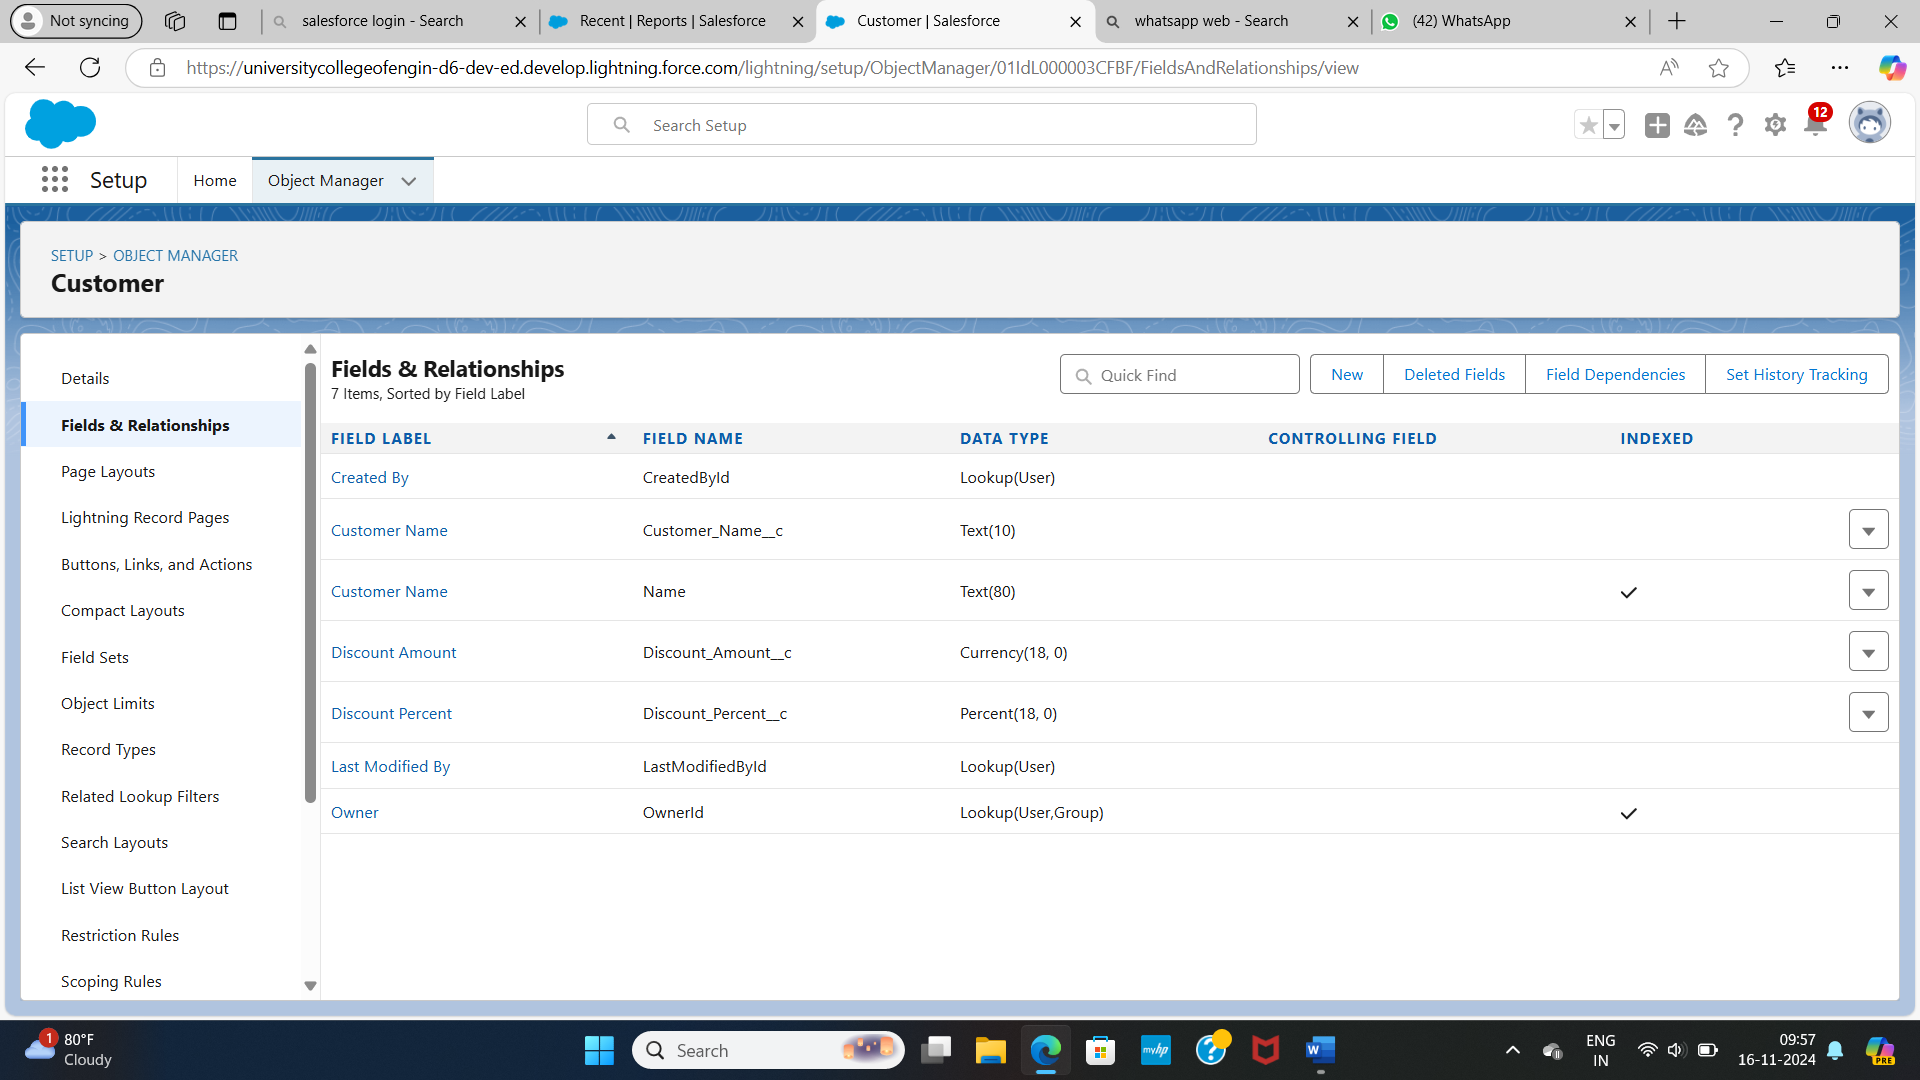 Not syncing
salesforce login - Search
Recent | Reports | Salesforce
Customer | Salesforce
whatsapp web - Search
(42) WhatsApp
https://universitycollegeofengin-d6-dev-ed.develop.lightning.force.com/lightning/setup/ObjectManager/01IdL000003CFBF/FieldsAndRelationships/view
Search Setup
12
Setup
Home
Object Manager
SETUP > OBJECT MANAGER
Customer
Details
Fields & Relationships
Page Layouts
Lightning Record Pages
Buttons, Links, and Actions
Compact Layouts
Field Sets
Object Limits
Record Types
Related Lookup Filters
Search Layouts
List View Button Layout
Restriction Rules
Scoping Rules
Fields & Relationships
7 Items, Sorted by Field Label
Quick Find
New
Deleted Fields
Field Dependencies
Set History Tracking
FIELD LABEL FIELD NAME DATA TYPE CONTROLLING FIELD INDEXED
Created By CreatedById Lookup(User)
Customer Name Customer_Name__c Text(10)
Customer Name Name Text(80)
Discount Amount Discount_Amount__c Currency(18, 0)
Discount Percent Discount_Percent__c Percent(18, 0)
Last Modified By LastModifiedById Lookup(User)
Owner OwnerId Lookup(User,Group)
1
80°F
Cloudy
Search
myhp
W
ENG
IN
09:57
16-11-2024
PRE